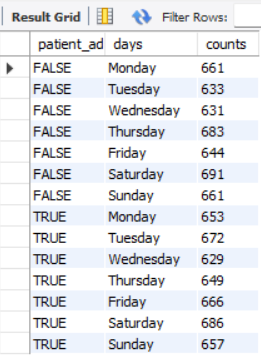 Result Grid Filter Rows:
patient_ad days counts
FALSE Monday 661
FALSE Tuesday 633
FALSE Wednesday 631
FALSE Thursday 683
FALSE Friday 644
FALSE Saturday 691
FALSE Sunday 661
TRUE Monday 653
TRUE Tuesday 672
TRUE Wednesday 629
TRUE Thursday 649
TRUE Friday 666
TRUE Saturday 686
TRUE Sunday 657